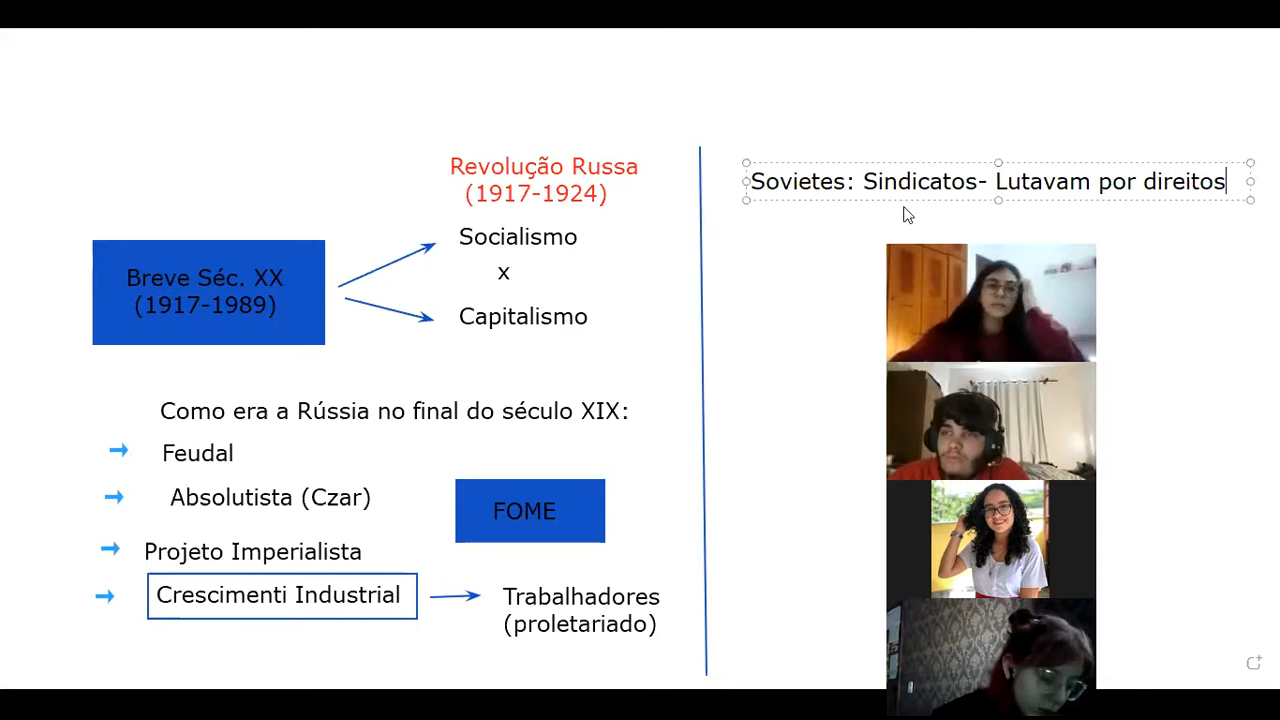 Revolução Russa
(1917-1924)
Socialismo
x
Capitalismo
Breve Séc. XX
(1917-1989)
Como era a Rússia no final do século XIX:
Feudal
Absolutista (Czar)
FOME
Projeto Imperialista
Crescimenti Industrial
Trabalhadores
(proletariado)
Sovietes: Sindicatos- Lutavam por direitos